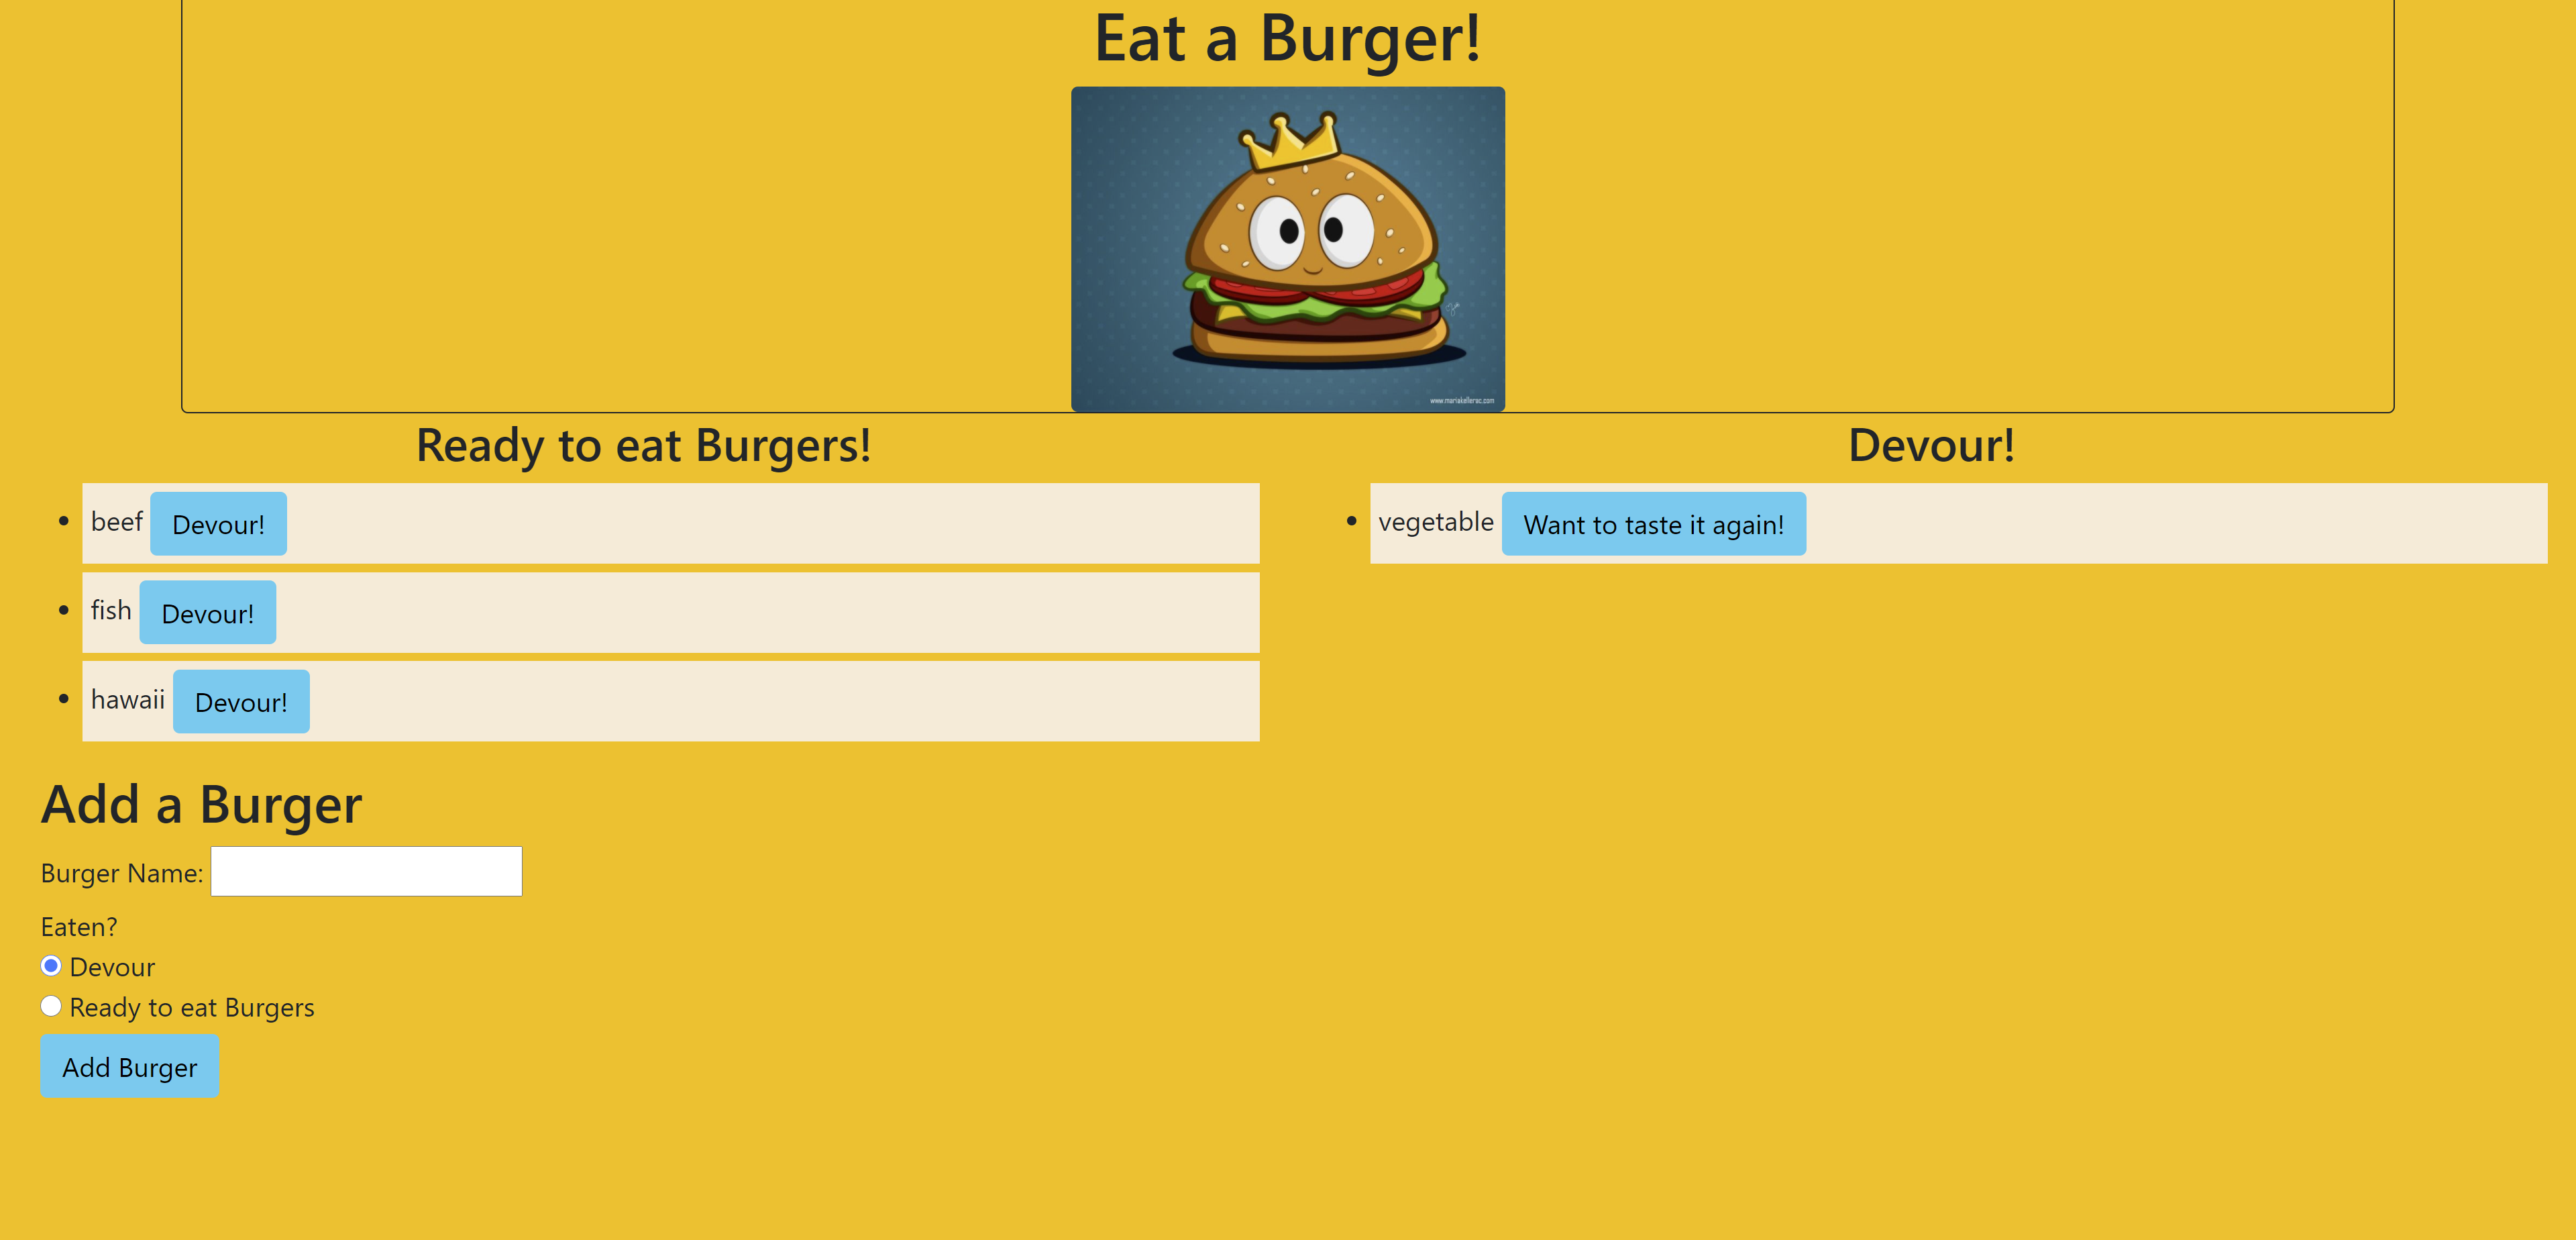 Eat a Burger!
www.mariakellerac.com
Ready to eat Burgers!
beef Devour!
fish Devour!
hawaii Devour!
Devour!
vegetable Want to taste it again!
Add a Burger
Burger Name:
Eaten?
Devour
Ready to eat Burgers
Add Burger